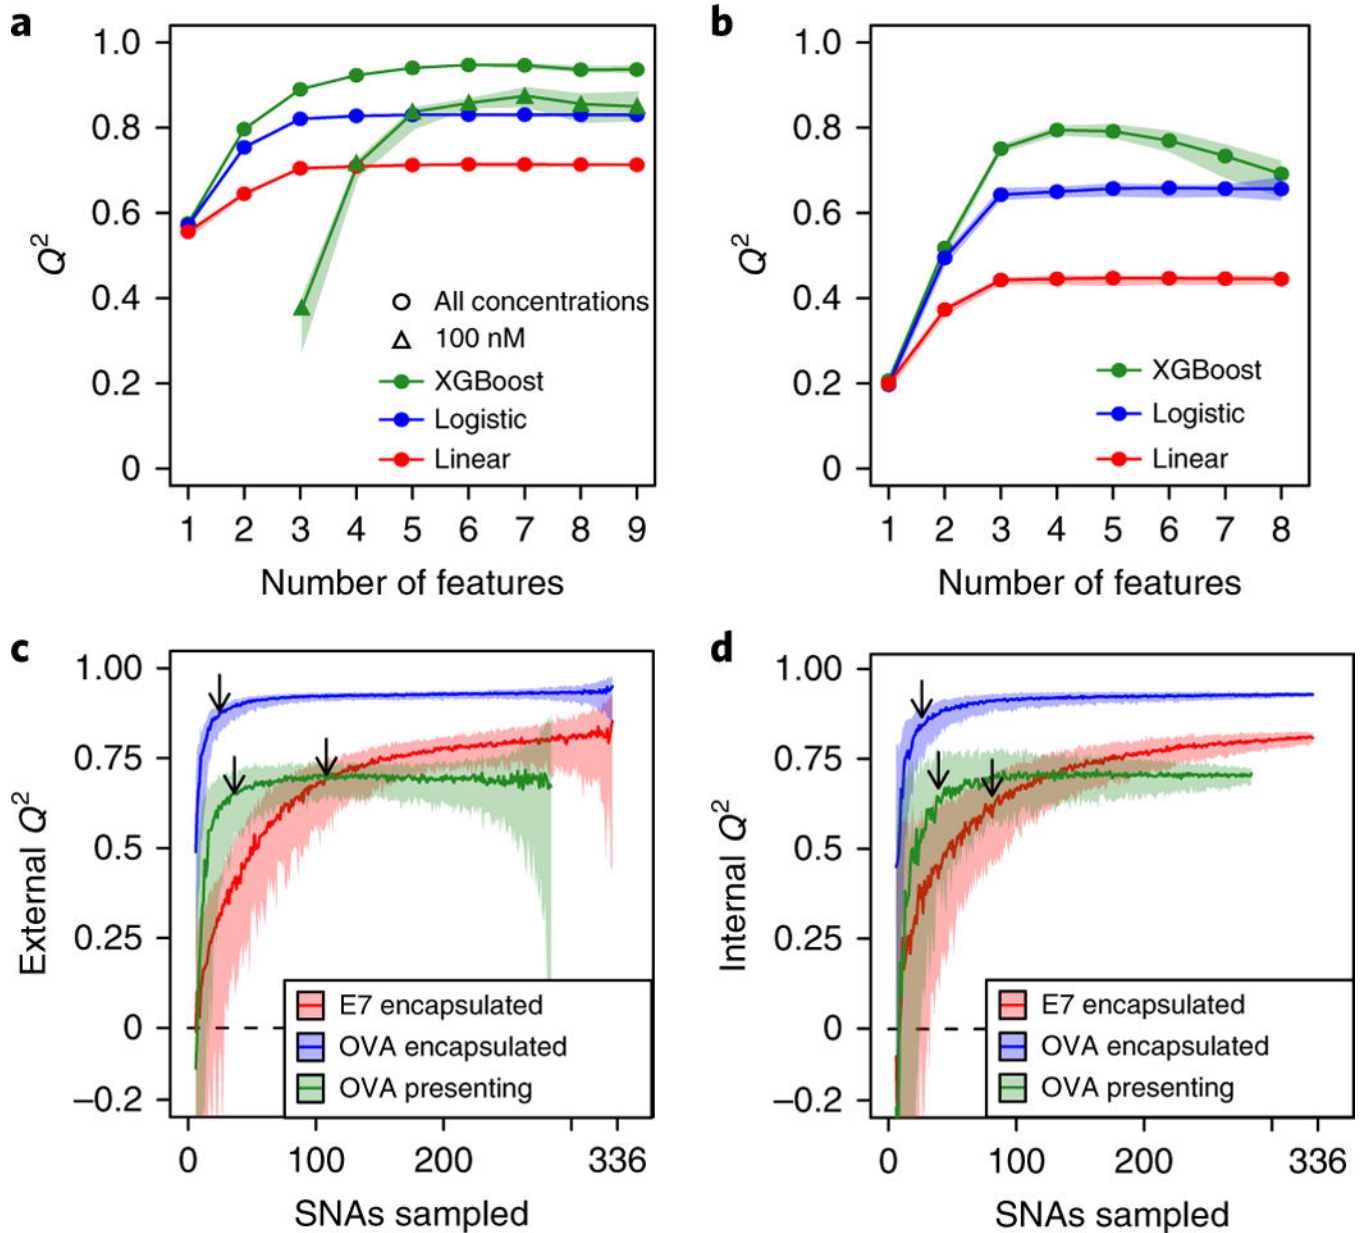 a
1.0
0.8
0.6
0.4
0.2
0
Q2
All concentrations
100 nM
XGBoost
Logistic
Linear
1 2 3 4 5 6 7 8 9
Number of features
b
1.0
0.8
0.6
0.4
0.2
0
Q2
XGBoost
Logistic
Linear
1 2 3 4 5 6 7 8
Number of features
c
1.00
0.75
0.5
0.25
0
−0.2
External Q2
E7 encapsulated
OVA encapsulated
OVA presenting
0 100 200 336
SNAs sampled
d
1.00
0.75
0.5
0.25
0
−0.2
Internal Q2
E7 encapsulated
OVA encapsulated
OVA presenting
0 100 200 336
SNAs sampled